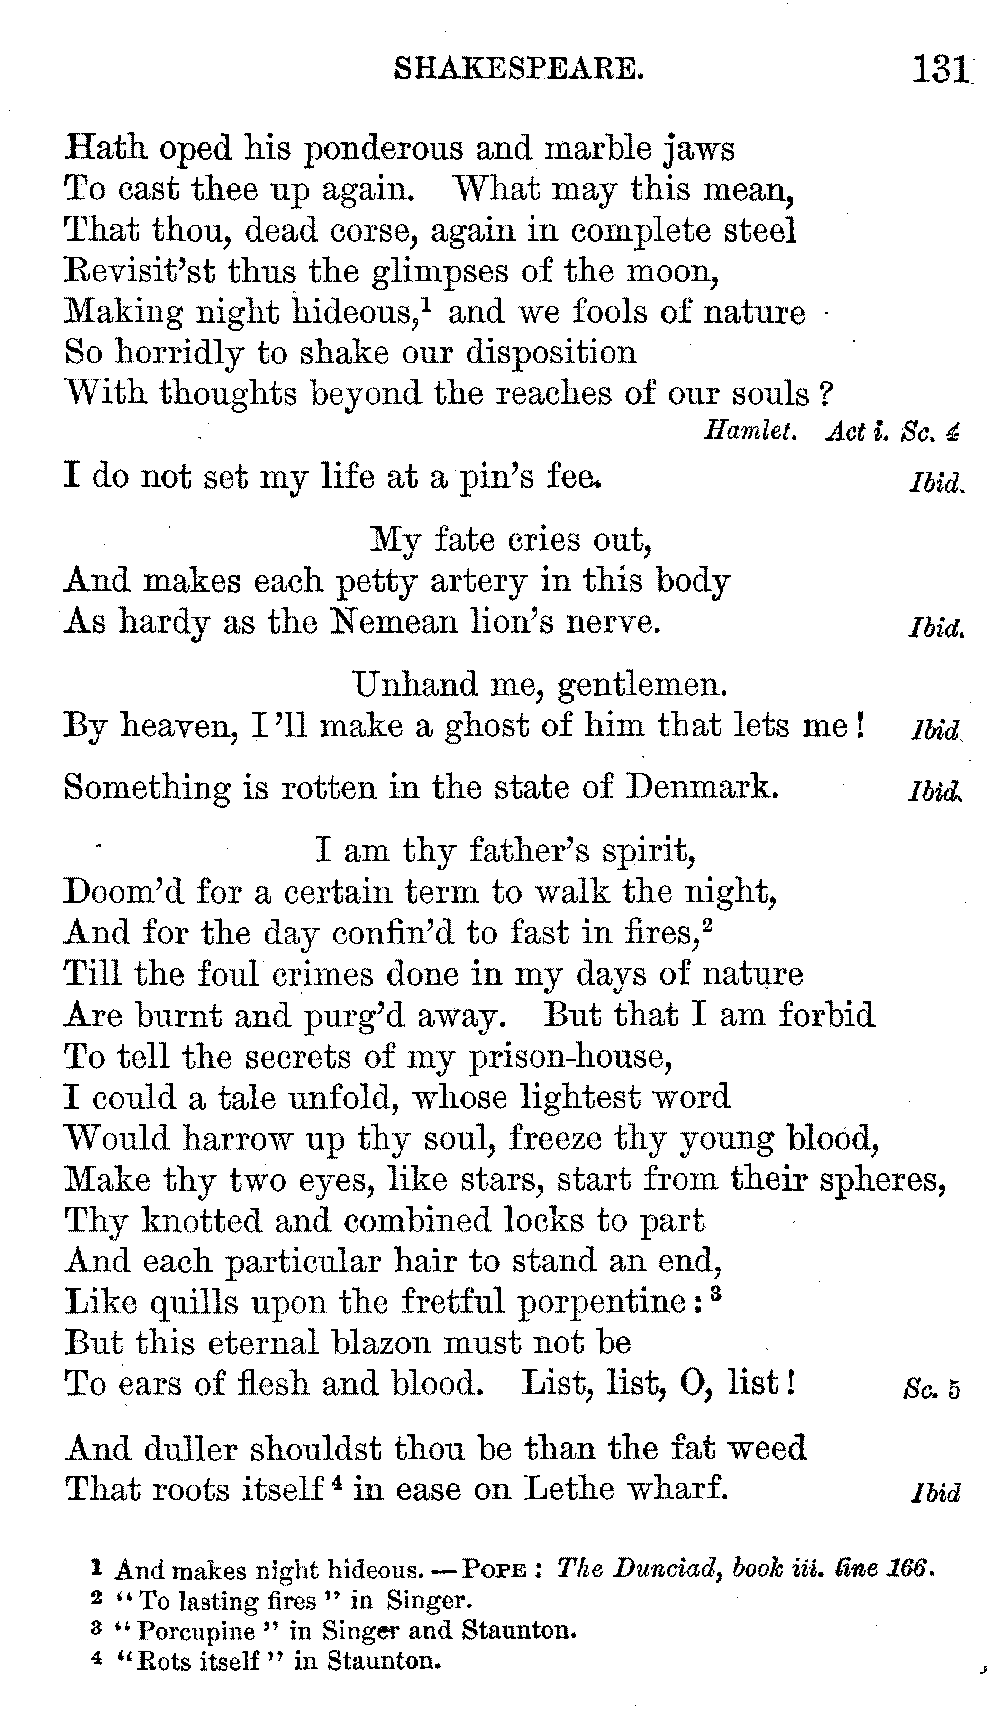 SHAKESPEARE. 131
Hath oped his ponderous and marble jaws
To cast thee up again. What may this mean,
That thou, dead corse, again in complete steel
Revisit'st thus the glimpses of the moon,
Making night hideous,¹ and we fools of nature
So horridly to shake our disposition
With thoughts beyond the reaches of our souls ?
Hamlet. Act i. Sc. 4
I do not set my life at a pin's fee. Ibid.
My fate cries out,
And makes each petty artery in this body
As hardy as the Nemean lion's nerve. Ibid.
Unhand me, gentlemen.
By heaven, I 'll make a ghost of him that lets me ! Ibid.
Something is rotten in the state of Denmark. Ibid.
I am thy father's spirit,
Doom'd for a certain term to walk the night,
And for the day confin'd to fast in fires,²
Till the foul crimes done in my days of nature
Are burnt and purg'd away. But that I am forbid
To tell the secrets of my prison-house,
I could a tale unfold, whose lightest word
Would harrow up thy soul, freeze thy young blood,
Make thy two eyes, like stars, start from their spheres,
Thy knotted and combined locks to part
And each particular hair to stand an end,
Like quills upon the fretful porpentine :³
But this eternal blazon must not be
To ears of flesh and blood. List, list, O, list ! Sc. 5
And duller shouldst thou be than the fat weed
That roots itself ⁴ in ease on Lethe wharf. Ibid
1 And makes night hideous. — POPE : The Dunciad, book iii. line 166.
2 “ To lasting fires ” in Singer.
3 “ Porcupine ” in Singer and Staunton.
4 “ Rots itself ” in Staunton.